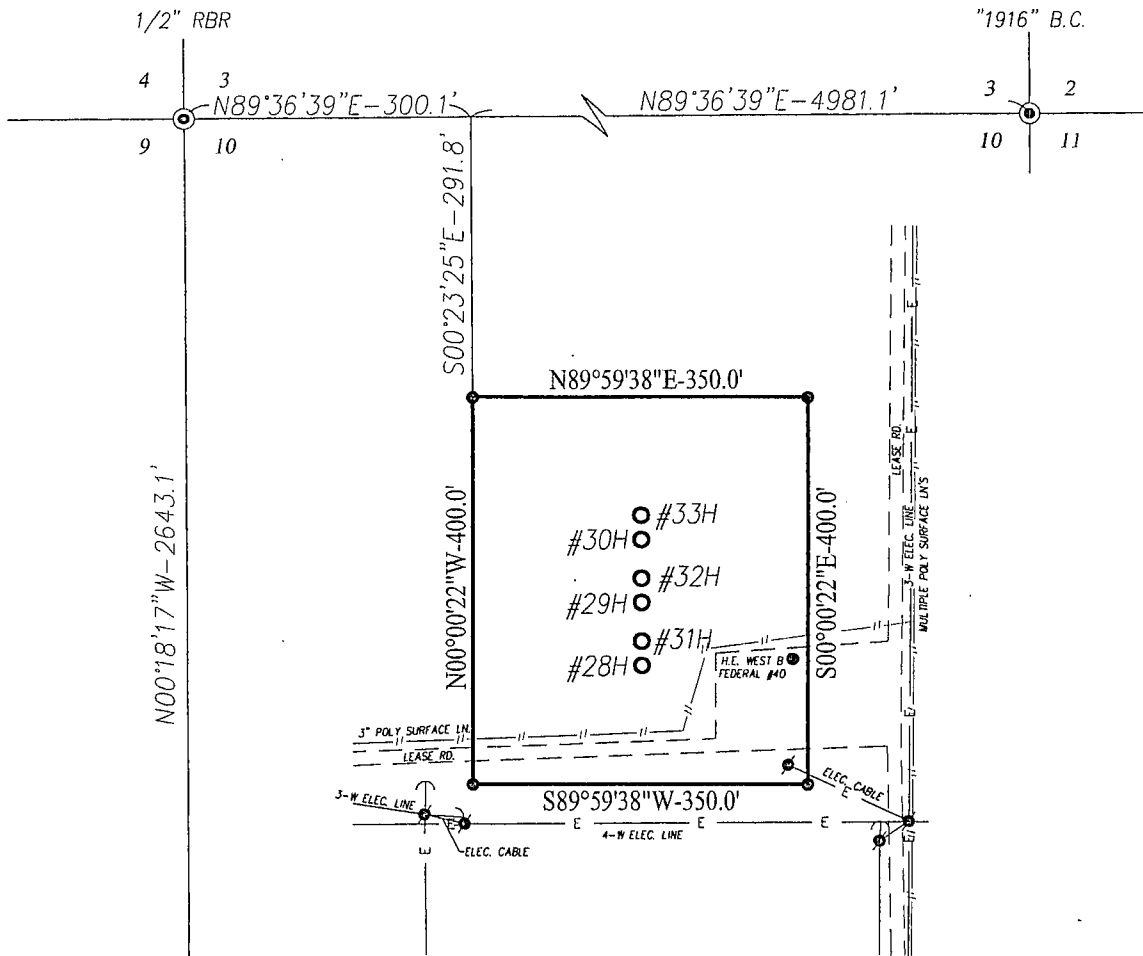 1/2" RBR
"1916" B.C.
4
3
3
2
N89°36'39"E-300.1'
N89°36'39"E-4981.1'
9
10
10
11
S00°23'25"E-291.8'
N00°18'17"W-2643.1'
N89°59'38"E-350.0'
N00°00'22"W-400.0'
S00°00'22"E-400.0'
#33H
#30H
#32H
#29H
#31H
#28H
H.E. WEST B
FEDERAL #40
LEASE RD.
E
E
3-W ELEC. LINE
MULTIPLE POLY SURFACE LN'S
E
E
3" POLY SURFACE LN.
LEASE RD.
ELEC. CABLE
E
S89°59'38"W-350.0'
3-W ELEC. LINE
E
E
E
E
4-W ELEC. LINE
E
ELEC. CABLE